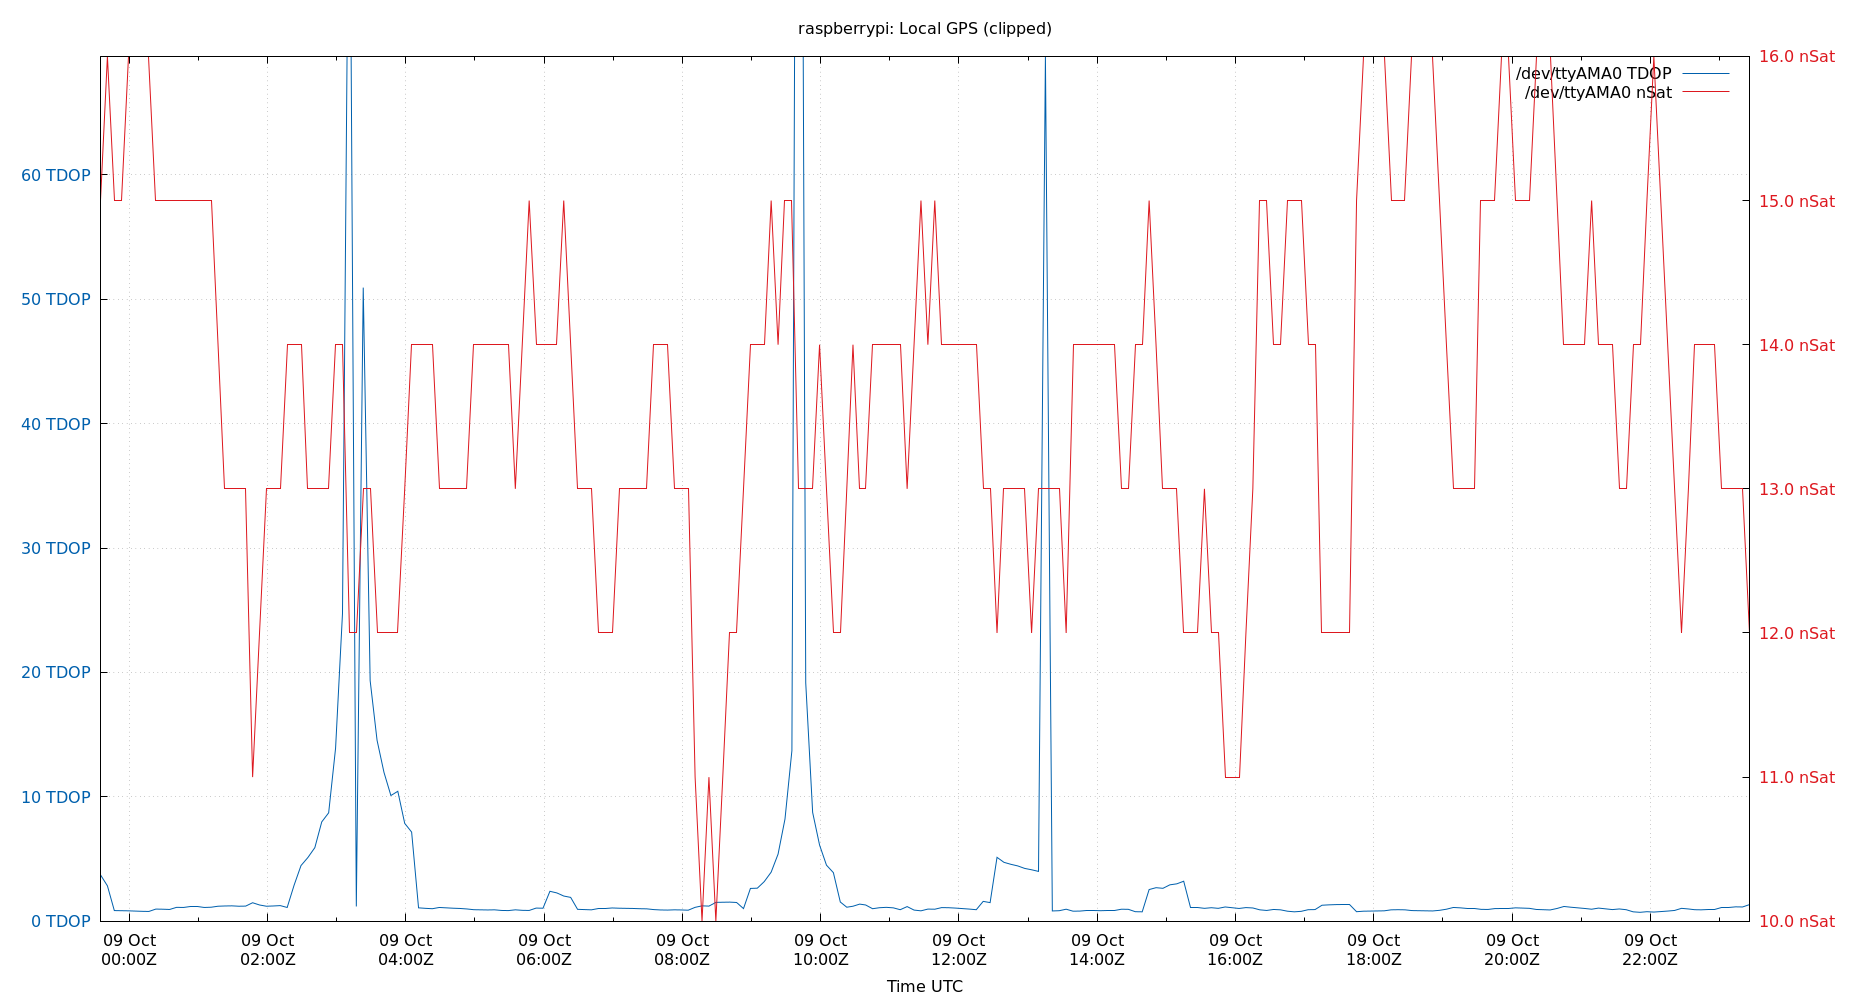 raspberrypi: Local GPS (clipped)
16.0 nSat
/dev/ttyAMA0 TDOP
/dev/ttyAMA0 nSat
60 TDOP
15.0 nSat
50 TDOP
14.0 nSat
40 TDOP
13.0 nSat
30 TDOP
12.0 nSat
20 TDOP
11.0 nSat
10 TDOP
0 TDOP
10.0 nSat
09 Oct 09 Oct 09 Oct 09 Oct 09 Oct 09 Oct 09 Oct 09 Oct 09 Oct 09 Oct 09 Oct 09 Oct
00:00Z 02:00Z 04:00Z 06:00Z 08:00Z 10:00Z 12:00Z 14:00Z 16:00Z 18:00Z 20:00Z 22:00Z
Time UTC